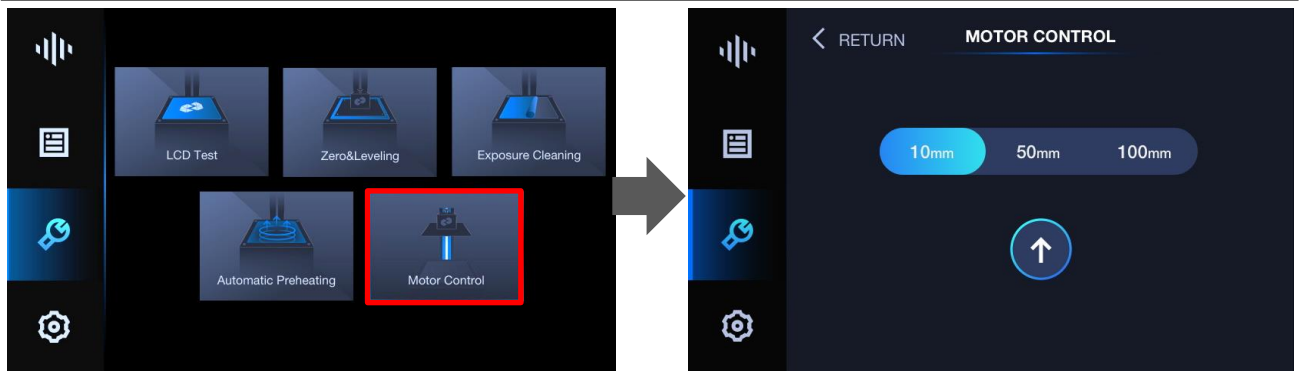 LCD Test
Zero&Leveling
Exposure Cleaning
Automatic Preheating
Motor Control
RETURN
MOTOR CONTROL
10mm
50mm
100mm